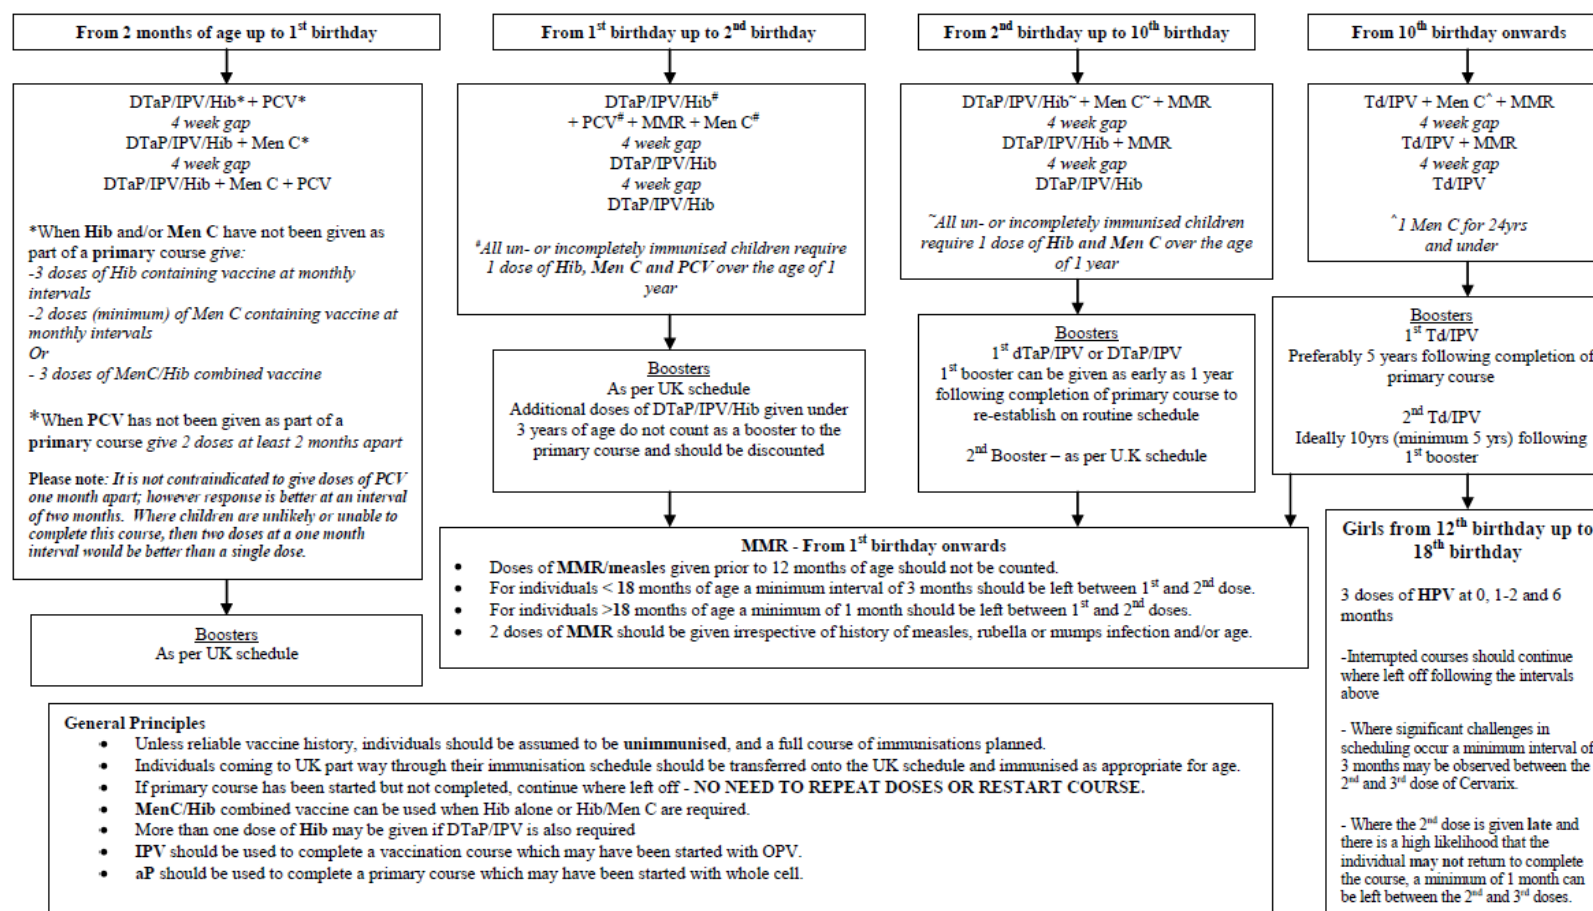 From 2 months of age up to 1st birthday
DTaP/IPV/Hib* + PCV*
4 week gap
DTaP/IPV/Hib + Men C*
4 week gap
DTaP/IPV/Hib + Men C + PCV
*When Hib and/or Men C have not been given as
part of a primary course give:
-3 doses of Hib containing vaccine at monthly
intervals
-2 doses (minimum) of Men C containing vaccine at
monthly intervals
Or
- 3 doses of MenC/Hib combined vaccine
*When PCV has not been given as part of a
primary course give 2 doses at least 2 months apart
Please note: It is not contraindicated to give doses of PCV
one month apart; however response is better at an interval
of two months. Where children are unlikely or unable to
complete this course, then two doses at a one month
interval would be better than a single dose.
Boosters
As per UK schedule
From 1st birthday up to 2nd birthday
DTaP/IPV/Hib#
+ PCV# + MMR + Men C#
4 week gap
DTaP/IPV/Hib
4 week gap
DTaP/IPV/Hib
#All un- or incompletely immunised children require
1 dose of Hib, Men C and PCV over the age of 1
year
Boosters
As per UK schedule
Additional doses of DTaP/IPV/Hib given under
3 years of age do not count as a booster to the
primary course and should be discounted
From 2nd birthday up to 10th birthday
DTaP/IPV/Hib~ + Men C~ + MMR
4 week gap
DTaP/IPV/Hib + MMR
4 week gap
DTaP/IPV/Hib
~All un- or incompletely immunised children
require 1 dose of Hib and Men C over the age
of 1 year
Boosters
1st dTaP/IPV or DTaP/IPV
1st booster can be given as early as 1 year
following completion of primary course to
re-establish on routine schedule
2nd Booster – as per U.K schedule
From 10th birthday onwards
Td/IPV + Men C^ + MMR
4 week gap
Td/IPV + MMR
4 week gap
Td/IPV
^1 Men C for 24yrs
and under
Boosters
1st Td/IPV
Preferably 5 years following completion of
primary course
2nd Td/IPV
Ideally 10yrs (minimum 5 yrs) following
1st booster
MMR - From 1st birthday onwards
• Doses of MMR/measles given prior to 12 months of age should not be counted.
• For individuals < 18 months of age a minimum interval of 3 months should be left between 1st and 2nd dose.
• For individuals >18 months of age a minimum of 1 month should be left between 1st and 2nd doses.
• 2 doses of MMR should be given irrespective of history of measles, rubella or mumps infection and/or age.
Girls from 12th birthday up to
18th birthday
3 doses of HPV at 0, 1-2 and 6
months
-Interrupted courses should continue
where left off following the intervals
above
- Where significant challenges in
scheduling occur a minimum interval of
3 months may be observed between the
2nd and 3rd dose of Cervarix.
- Where the 2nd dose is given late and
there is a high likelihood that the
individual may not return to complete
the course, a minimum of 1 month can
be left between the 2nd and 3rd doses.
General Principles
• Unless reliable vaccine history, individuals should be assumed to be unimmunised, and a full course of immunisations planned.
• Individuals coming to UK part way through their immunisation schedule should be transferred onto the UK schedule and immunised as appropriate for age.
• If primary course has been started but not completed, continue where left off - NO NEED TO REPEAT DOSES OR RESTART COURSE.
• MenC/Hib combined vaccine can be used when Hib alone or Hib/Men C are required.
• More than one dose of Hib may be given if DTaP/IPV is also required
• IPV should be used to complete a vaccination course which may have been started with OPV.
• aP should be used to complete a primary course which may have been started with whole cell.